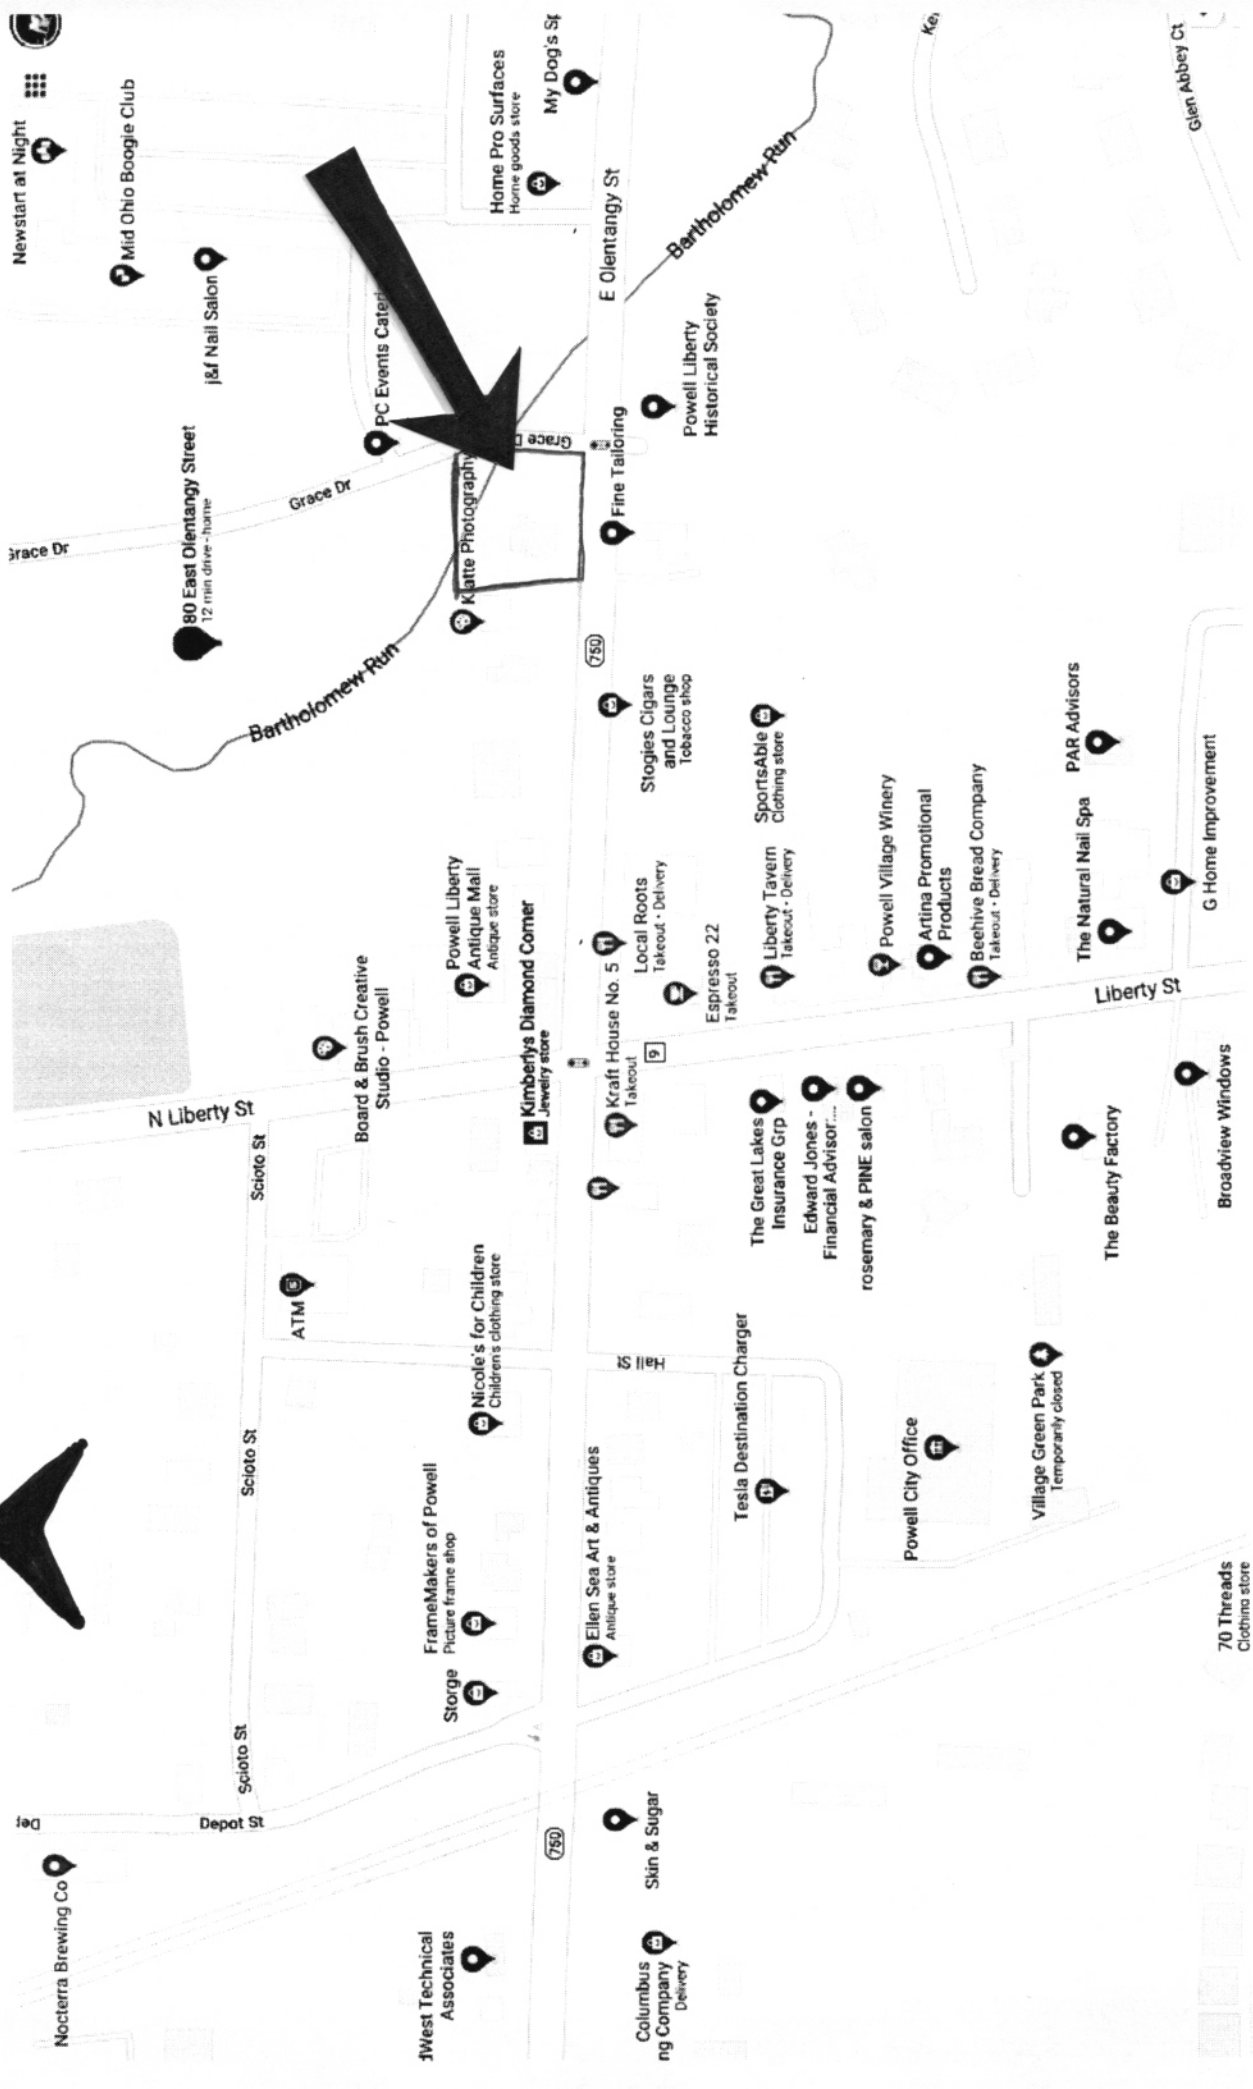 Newstart at Night
Mid Ohio Boogie Club
j&f Nail Salon
80 East Olentangy Street
12 min drive - home
Grace Dr
Grace Dr
PC Events Cater
Home Pro Surfaces
Home goods store
My Dog's Sp
E Olentangy St
Bartholomew Run
Glen Abbey Ct
Powell Liberty
Historical Society
Grace D
Fine Tailoring
Klatte Photography
Bartholomew Run
750
Stogies Cigars
and Lounge
Tobacco shop
SportsAble
Clothing store
PAR Advisors
G Home Improvement
The Natural Nail Spa
Beehive Bread Company
Takeout • Delivery
Artina Promotional
Products
Powell Village Winery
Liberty Tavern
Takeout • Delivery
Local Roots
Takeout • Delivery
Espresso 22
Takeout
Powell Liberty
Antique Mall
Antique store
Kimberlys Diamond Corner
Jewelry store
Kraft House No. 5
Takeout
9
Board & Brush Creative
Studio - Powell
N Liberty St
Liberty St
Scioto St
ATM
Nicole's for Children
Children's clothing store
The Great Lakes
Insurance Grp
Edward Jones -
Financial Advisor:...
rosemary & PINE salon
The Beauty Factory
Broadview Windows
Hall St
Tesla Destination Charger
Powell City Office
Village Green Park
Temporarily closed
Scioto St
FrameMakers of Powell
Picture frame shop
Storge
Ellen Sea Art & Antiques
Antique store
70 Threads
Clothing store
Scioto St
Depot St
Nocterra Brewing Co
750
Skin & Sugar
dWest Technical
Associates
Columbus
ng Company
Delivery